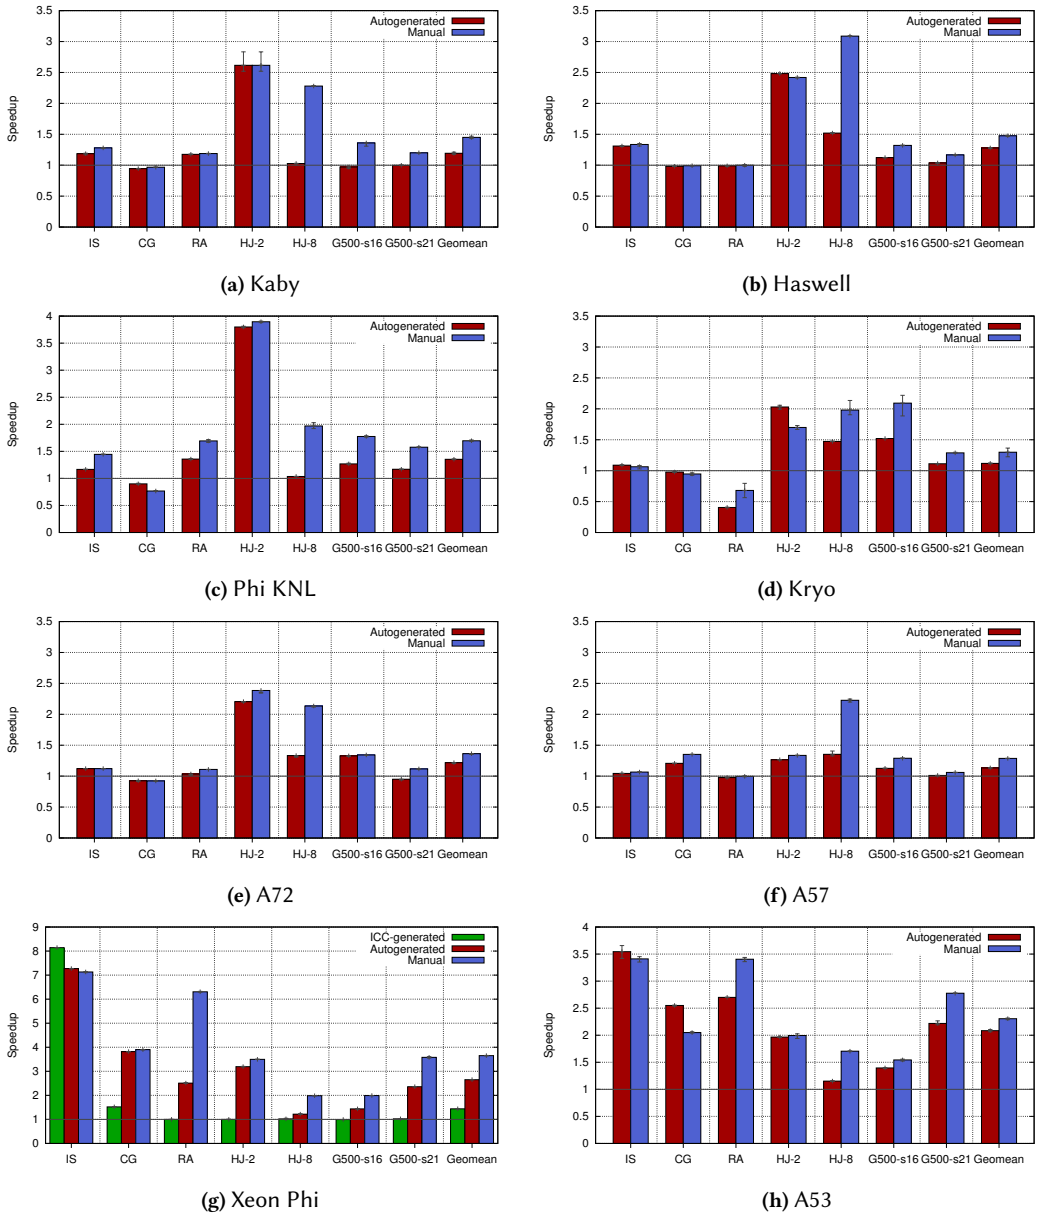 3.5
3
2.5
2
1.5
1
0.5
0
Speedup
Autogenerated
Manual
IS CG RA HJ-2 HJ-8 G500-s16 G500-s21 Geomean
(a) Kaby
3.5
3
2.5
2
1.5
1
0.5
0
Speedup
Autogenerated
Manual
IS CG RA HJ-2 HJ-8 G500-s16 G500-s21 Geomean
(b) Haswell
4
3.5
3
2.5
2
1.5
1
0.5
0
Speedup
Autogenerated
Manual
IS CG RA HJ-2 HJ-8 G500-s16 G500-s21 Geomean
(c) Phi KNL
3.5
3
2.5
2
1.5
1
0.5
0
Speedup
Autogenerated
Manual
IS CG RA HJ-2 HJ-8 G500-s16 G500-s21 Geomean
(d) Kryo
3.5
3
2.5
2
1.5
1
0.5
0
Speedup
Autogenerated
Manual
IS CG RA HJ-2 HJ-8 G500-s16 G500-s21 Geomean
(e) A72
3.5
3
2.5
2
1.5
1
0.5
0
Speedup
Autogenerated
Manual
IS CG RA HJ-2 HJ-8 G500-s16 G500-s21 Geomean
(f) A57
9
8
7
6
5
4
3
2
1
0
Speedup
ICC-generated
Autogenerated
Manual
IS CG RA HJ-2 HJ-8 G500-s16 G500-s21 Geomean
(g) Xeon Phi
4
3.5
3
2.5
2
1.5
1
0.5
0
Speedup
Autogenerated
Manual
IS CG RA HJ-2 HJ-8 G500-s16 G500-s21 Geomean
(h) A53